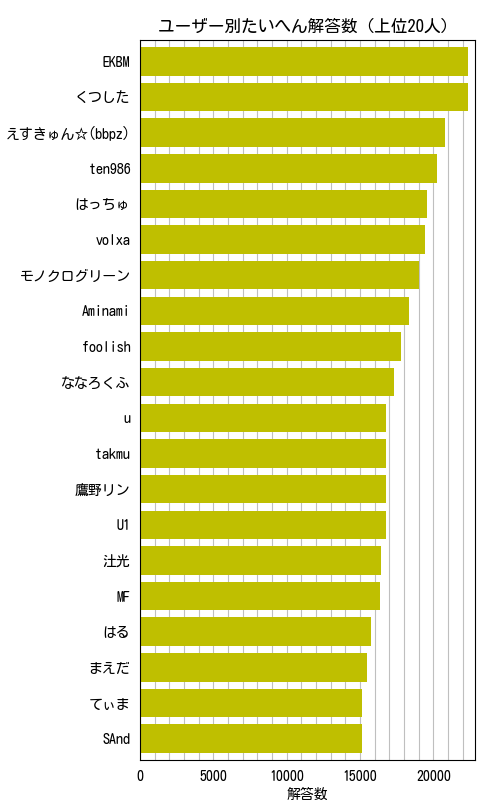 ユーザー別たいへん解答数 (上位20人)
EKBM
くつした
えすきゅん☆(bbpz)
ten986
はっちゅ
volxa
モノクログリーン
Aminami
foolish
ななろくふ
u
takmu
鷹野リン
U1
辻光
MF
はる
まえだ
てぃま
SAnd
0 5000 10000 15000 20000
解答数